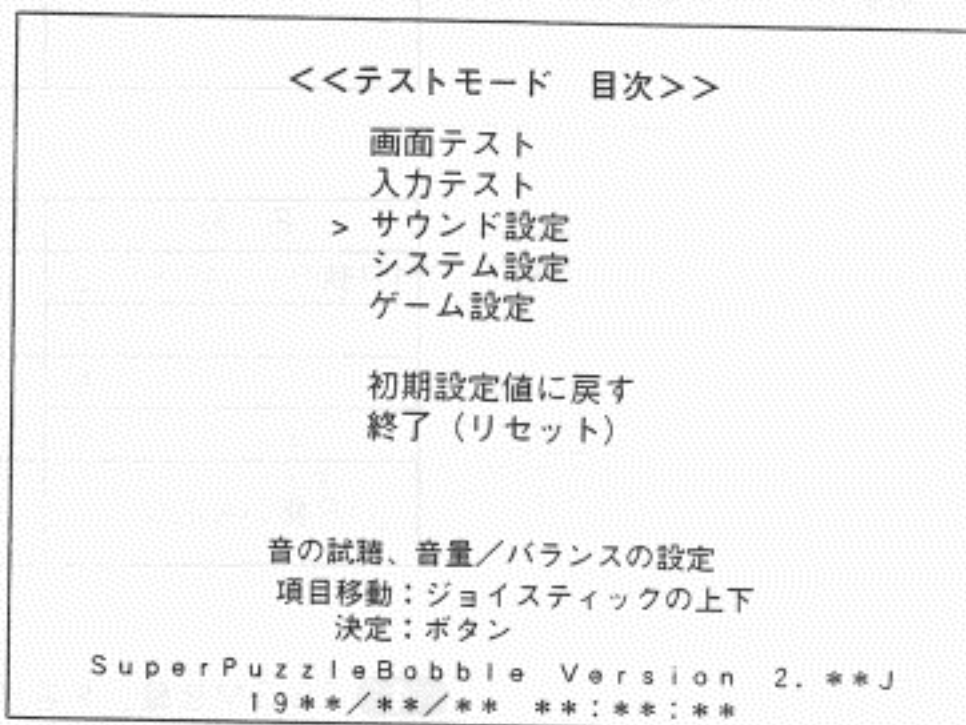 <<テストモード　目次>>
画面テスト
入力テスト
> サウンド設定
システム設定
ゲーム設定
初期設定値に戻す
終了（リセット）
音の試聴、音量／バランスの設定
項目移動：ジョイスティックの上下
決定：ボタン
SuperPuzzleBobble Version 2.**J
19**/**/** **:**:**